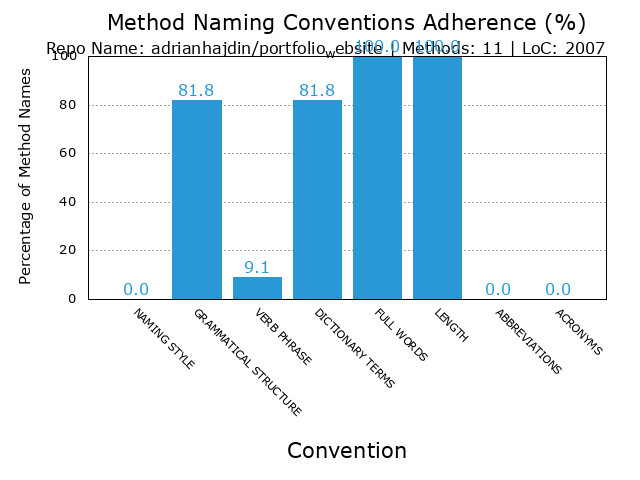 Method Naming Conventions Adherence (%)
Repo Name: adrianhajdin/portfolio_website | Methods: 11 | LoC: 2007
Percentage of Method Names
100
80
60
40
20
0
0.0
81.8
9.1
81.8
100.0
100.0
0.0
0.0
NAMING STYLE
GRAMMATICAL STRUCTURE
VERB PHRASE
DICTIONARY TERMS
FULL WORDS
LENGTH
ABBREVIATIONS
ACRONYMS
Convention